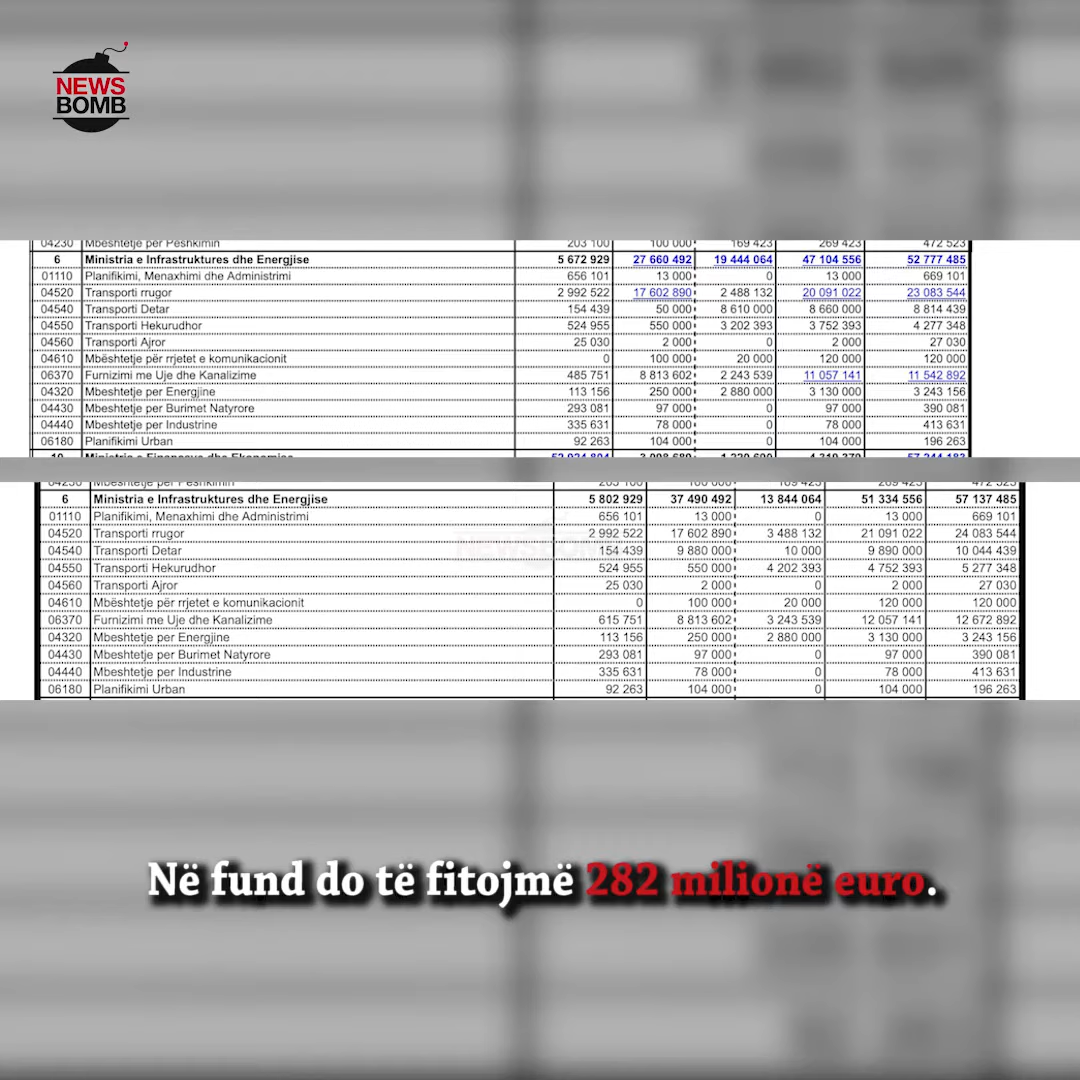 NEWS
BOMB
04230 Mbeshtetje per Peshkimin 203 100 100 000 169 423 269 423 472 523
6 Ministria e Infrastruktures dhe Energjise 5 672 929 27 660 492 19 444 064 47 104 556 52 777 485
01110 Planifikimi, Menaxhimi dhe Administrimi 656 101 13 000 0 13 000 669 101
04520 Transporti rrugor 2 992 522 17 602 890 2 488 132 20 091 022 23 083 544
04540 Transporti Detar 154 439 50 000 8 610 000 8 660 000 8 814 439
04550 Transporti Hekurudhor 524 955 550 000 3 202 393 3 752 393 4 277 348
04560 Transporti Ajror 25 030 2 000 0 2 000 27 030
04610 Mbështetje për rrjetet e komunikacionit 0 100 000 20 000 120 000 120 000
06370 Furnizimi me Uje dhe Kanalizime 485 751 8 813 602 2 243 539 11 057 141 11 542 892
04320 Mbeshtetje per Energjine 113 156 250 000 2 880 000 3 130 000 3 243 156
04430 Mbeshtetje per Burimet Natyrore 293 081 97 000 0 97 000 390 081
04440 Mbeshtetje per Industrine 335 631 78 000 0 78 000 413 631
06180 Planifikimi Urban 92 263 104 000 0 104 000 196 263
6 Ministria e Infrastruktures dhe Energjise 5 802 929 37 490 492 13 844 064 51 334 556 57 137 485
01110 Planifikimi, Menaxhimi dhe Administrimi 656 101 13 000 0 13 000 669 101
04520 Transporti rrugor 2 992 522 17 602 890 3 488 132 21 091 022 24 083 544
04540 Transporti Detar 154 439 9 880 000 10 000 9 890 000 10 044 439
04550 Transporti Hekurudhor 524 955 550 000 4 202 393 4 752 393 5 277 348
04560 Transporti Ajror 25 030 2 000 0 2 000 27 030
04610 Mbështetje për rrjetet e komunikacionit 0 100 000 20 000 120 000 120 000
06370 Furnizimi me Uje dhe Kanalizime 615 751 8 813 602 3 243 539 12 057 141 12 672 892
04320 Mbeshtetje per Energjine 113 156 250 000 2 880 000 3 130 000 3 243 156
04430 Mbeshtetje per Burimet Natyrore 293 081 97 000 0 97 000 390 081
04440 Mbeshtetje per Industrine 335 631 78 000 0 78 000 413 631
06180 Planifikimi Urban 92 263 104 000 0 104 000 196 263
Në fund do të fitojmë 282 milionë euro.